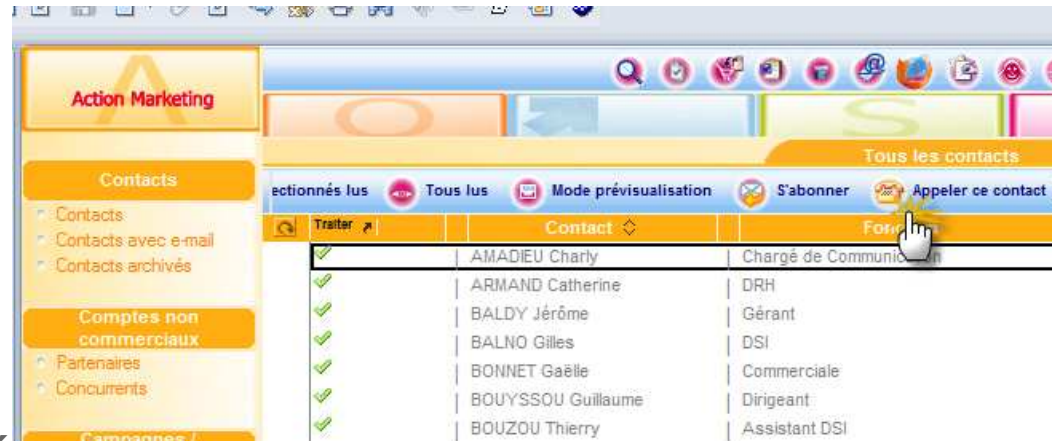 Action Marketing
O
S
Tous les contacts
Contacts
Contacts
Contacts avec e-mail
Contacts archivés
Comptes non
commerciaux
Partenaires
Concurrents
Campagnes /
ectionnés lus Tous lus Mode prévisualisation S'abonner Appeler ce contact
Traiter Contact
AMADIEU Charly | Chargé de Communication
ARMAND Catherine | DRH
BALDY Jérôme | Gérant
BALNO Gilles | DSI
BONNET Gaëlle | Commerciale
BOUYSSOU Guillaume | Dirigeant
BOUZOU Thierry | Assistant DSI